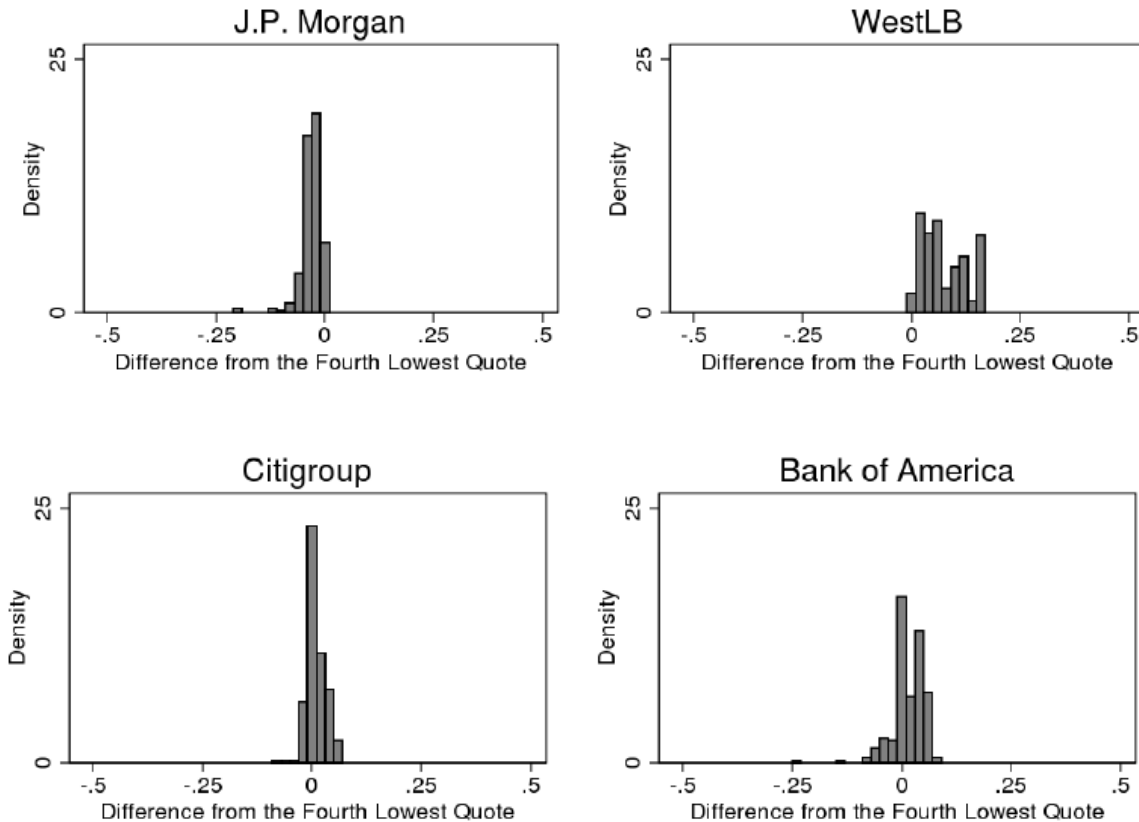 J.P. Morgan
25
Density
0
-.5 -.25 0 .25 .5
Difference from the Fourth Lowest Quote
WestLB
25
Density
0
-.5 -.25 0 .25 .5
Difference from the Fourth Lowest Quote
Citigroup
25
Density
0
-.5 -.25 0 .25 .5
Difference from the Fourth Lowest Quote
Bank of America
25
Density
0
-.5 -.25 0 .25 .5
Difference from the Fourth Lowest Quote